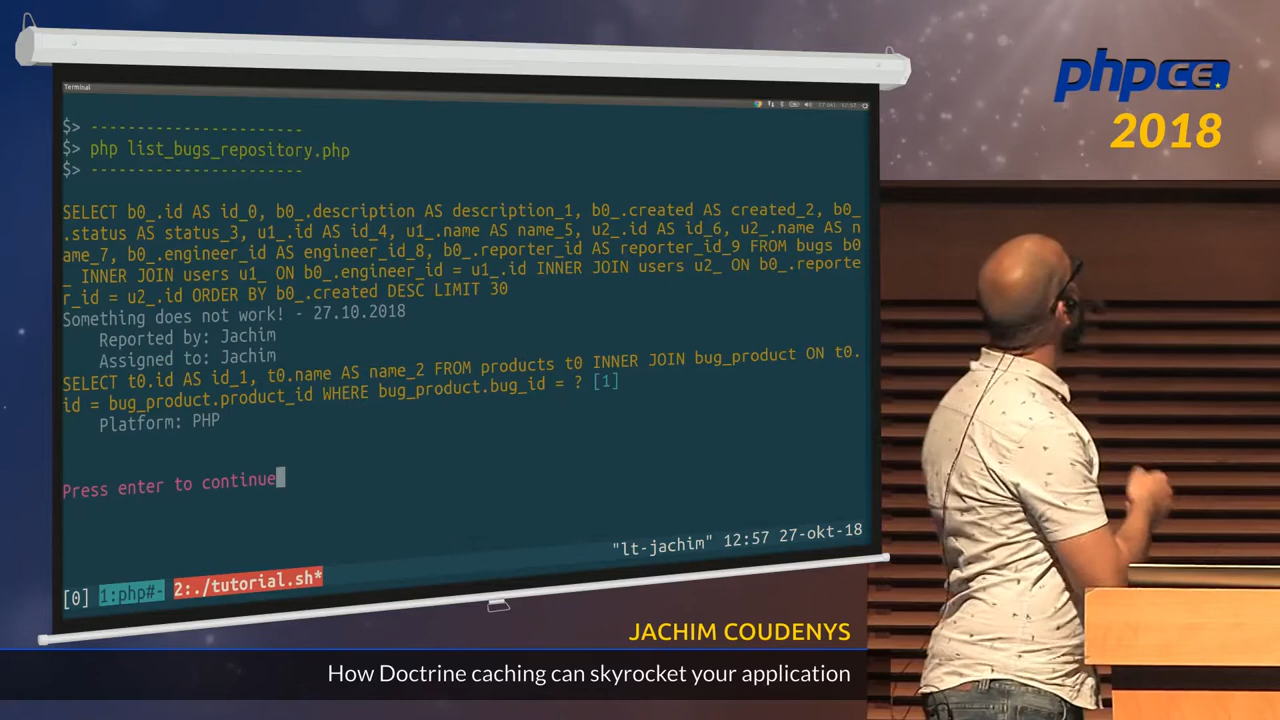 Terminal
$> -----------------------
$> php list_bugs_repository.php
$> -----------------------
SELECT b0_.id AS id_0, b0_.description AS description_1, b0_.created AS created_2, b0_
.status AS status_3, u1_.id AS id_4, u1_.name AS name_5, u2_.id AS id_6, u2_.name AS n
ame_7, b0_.engineer_id AS engineer_id_8, b0_.reporter_id AS reporter_id_9 FROM bugs b0
_ INNER JOIN users u1_ ON b0_.engineer_id = u1_.id INNER JOIN users u2_ ON b0_.reporte
r_id = u2_.id ORDER BY b0_.created DESC LIMIT 30
Something does not work! - 27.10.2018
Reported by: Jachim
Assigned to: Jachim
SELECT t0.id AS id_1, t0.name AS name_2 FROM products t0 INNER JOIN bug_product ON t0.
id = bug_product.product_id WHERE bug_product.bug_id = ? [1]
Platform: PHP
Press enter to continue
"lt-jachim" 12:57 27-okt-18
[0] 1:php#- 2:./tutorial.sh*
phpCE
2018
JACHIM COUDENYS
How Doctrine caching can skyrocket your application